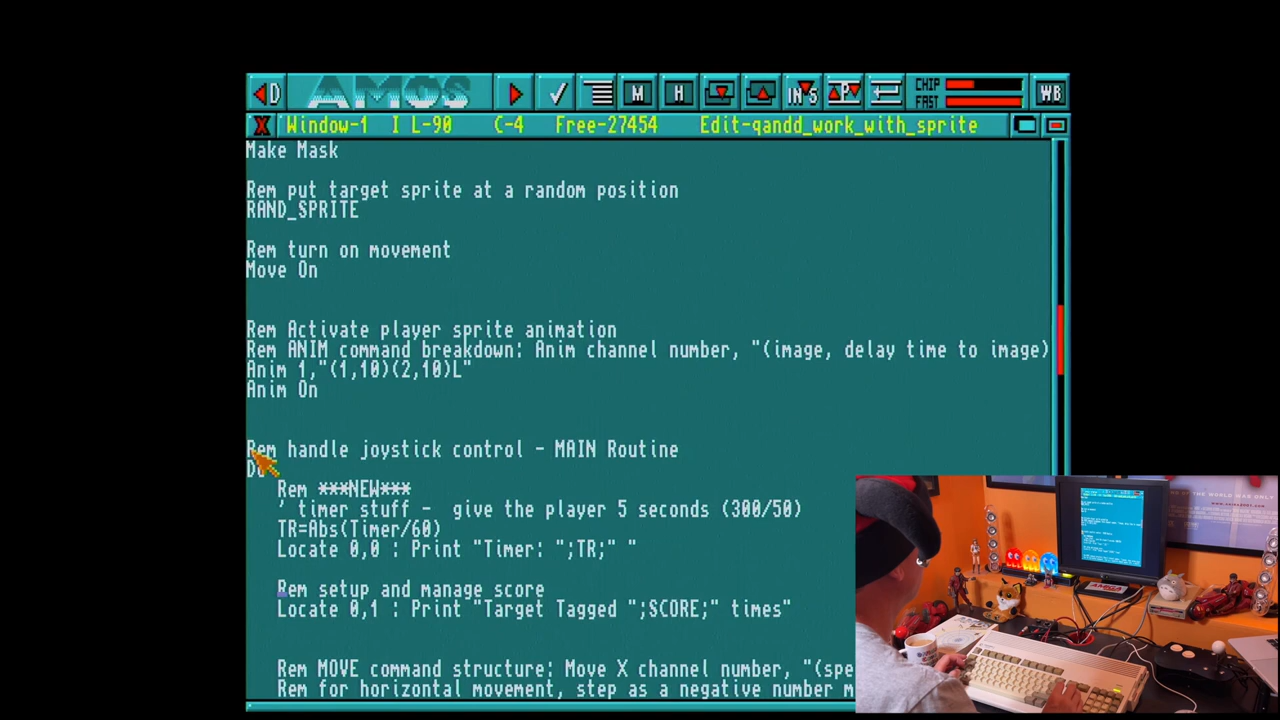 D AMOS M H INS P CHIP FAST WB
X Window-1 I L-90 C-4 Free-27454 Edit-qandd_work_with_sprite
Make Mask
Rem put target sprite at a random position
RAND_SPRITE
Rem turn on movement
Move On
Rem Activate player sprite animation
Rem ANIM command breakdown: Anim channel number, "(image, delay time to image)
Anim 1,"(1,10)(2,10)L"
Anim On
Rem handle joystick control - MAIN Routine
Do
Rem ***NEW***
' timer stuff - give the player 5 seconds (300/50)
TR=Abs(Timer/60)
Locate 0,0 : Print "Timer: ";TR;" "
Rem setup and manage score
Locate 0,1 : Print "Target Tagged ";SCORE;" times"
Rem MOVE command structure: Move X channel number, "(spe
Rem for horizontal movement, step as a negative number m